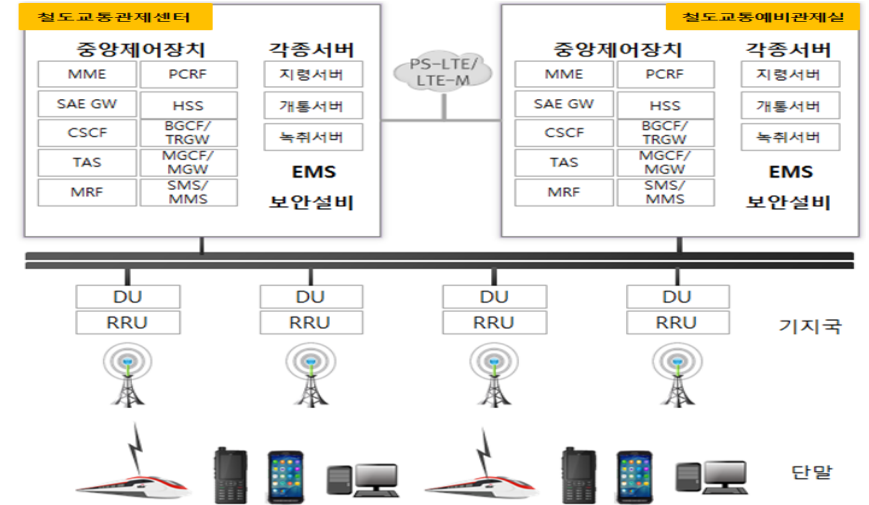 철도교통관제센터
중앙제어장치 각종서버
MME PCRF 지령서버
SAE GW HSS 개통서버
CSCF BGCF/
TRGW 녹취서버
TAS MGCF/
MGW EMS
MRF SMS/
MMS 보안설비
PS-LTE/
LTE-M
철도교통예비관제실
중앙제어장치 각종서버
MME PCRF 지령서버
SAE GW HSS 개통서버
CSCF BGCF/
TRGW 녹취서버
TAS MGCF/
MGW EMS
MRF SMS/
MMS 보안설비
DU DU DU DU
RRU RRU RRU RRU
기지국
단말